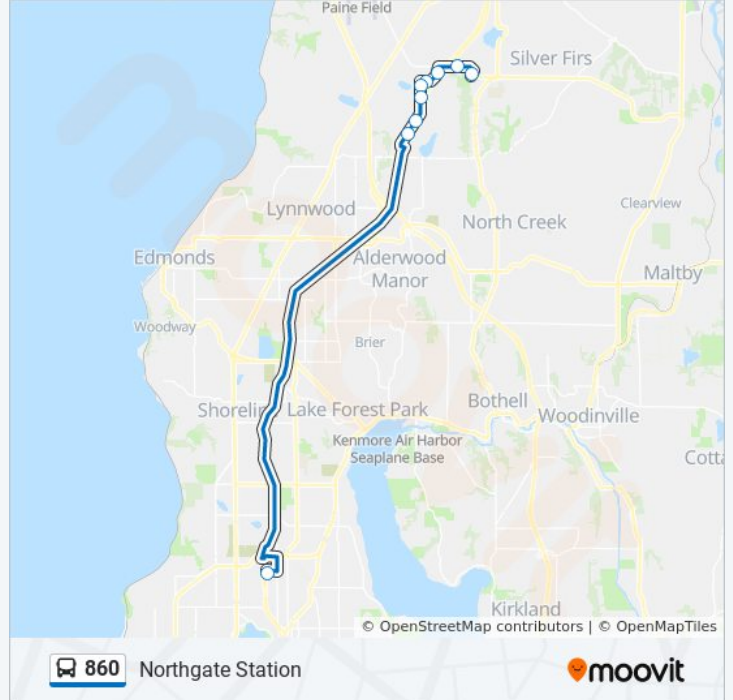 Paine Field
Silver Firs
Clearview
Lynnwood
North Creek
Edmonds
Alderwood
Manor
Maltby
Woodway
Brier
Bothell
Shorelin
Lake Forest Park
Woodinville
Kenmore Air Harbor
Seaplane Base
Cotta
Kirkland
© OpenStreetMap contributors | © OpenMapTiles
860 Northgate Station
moovit